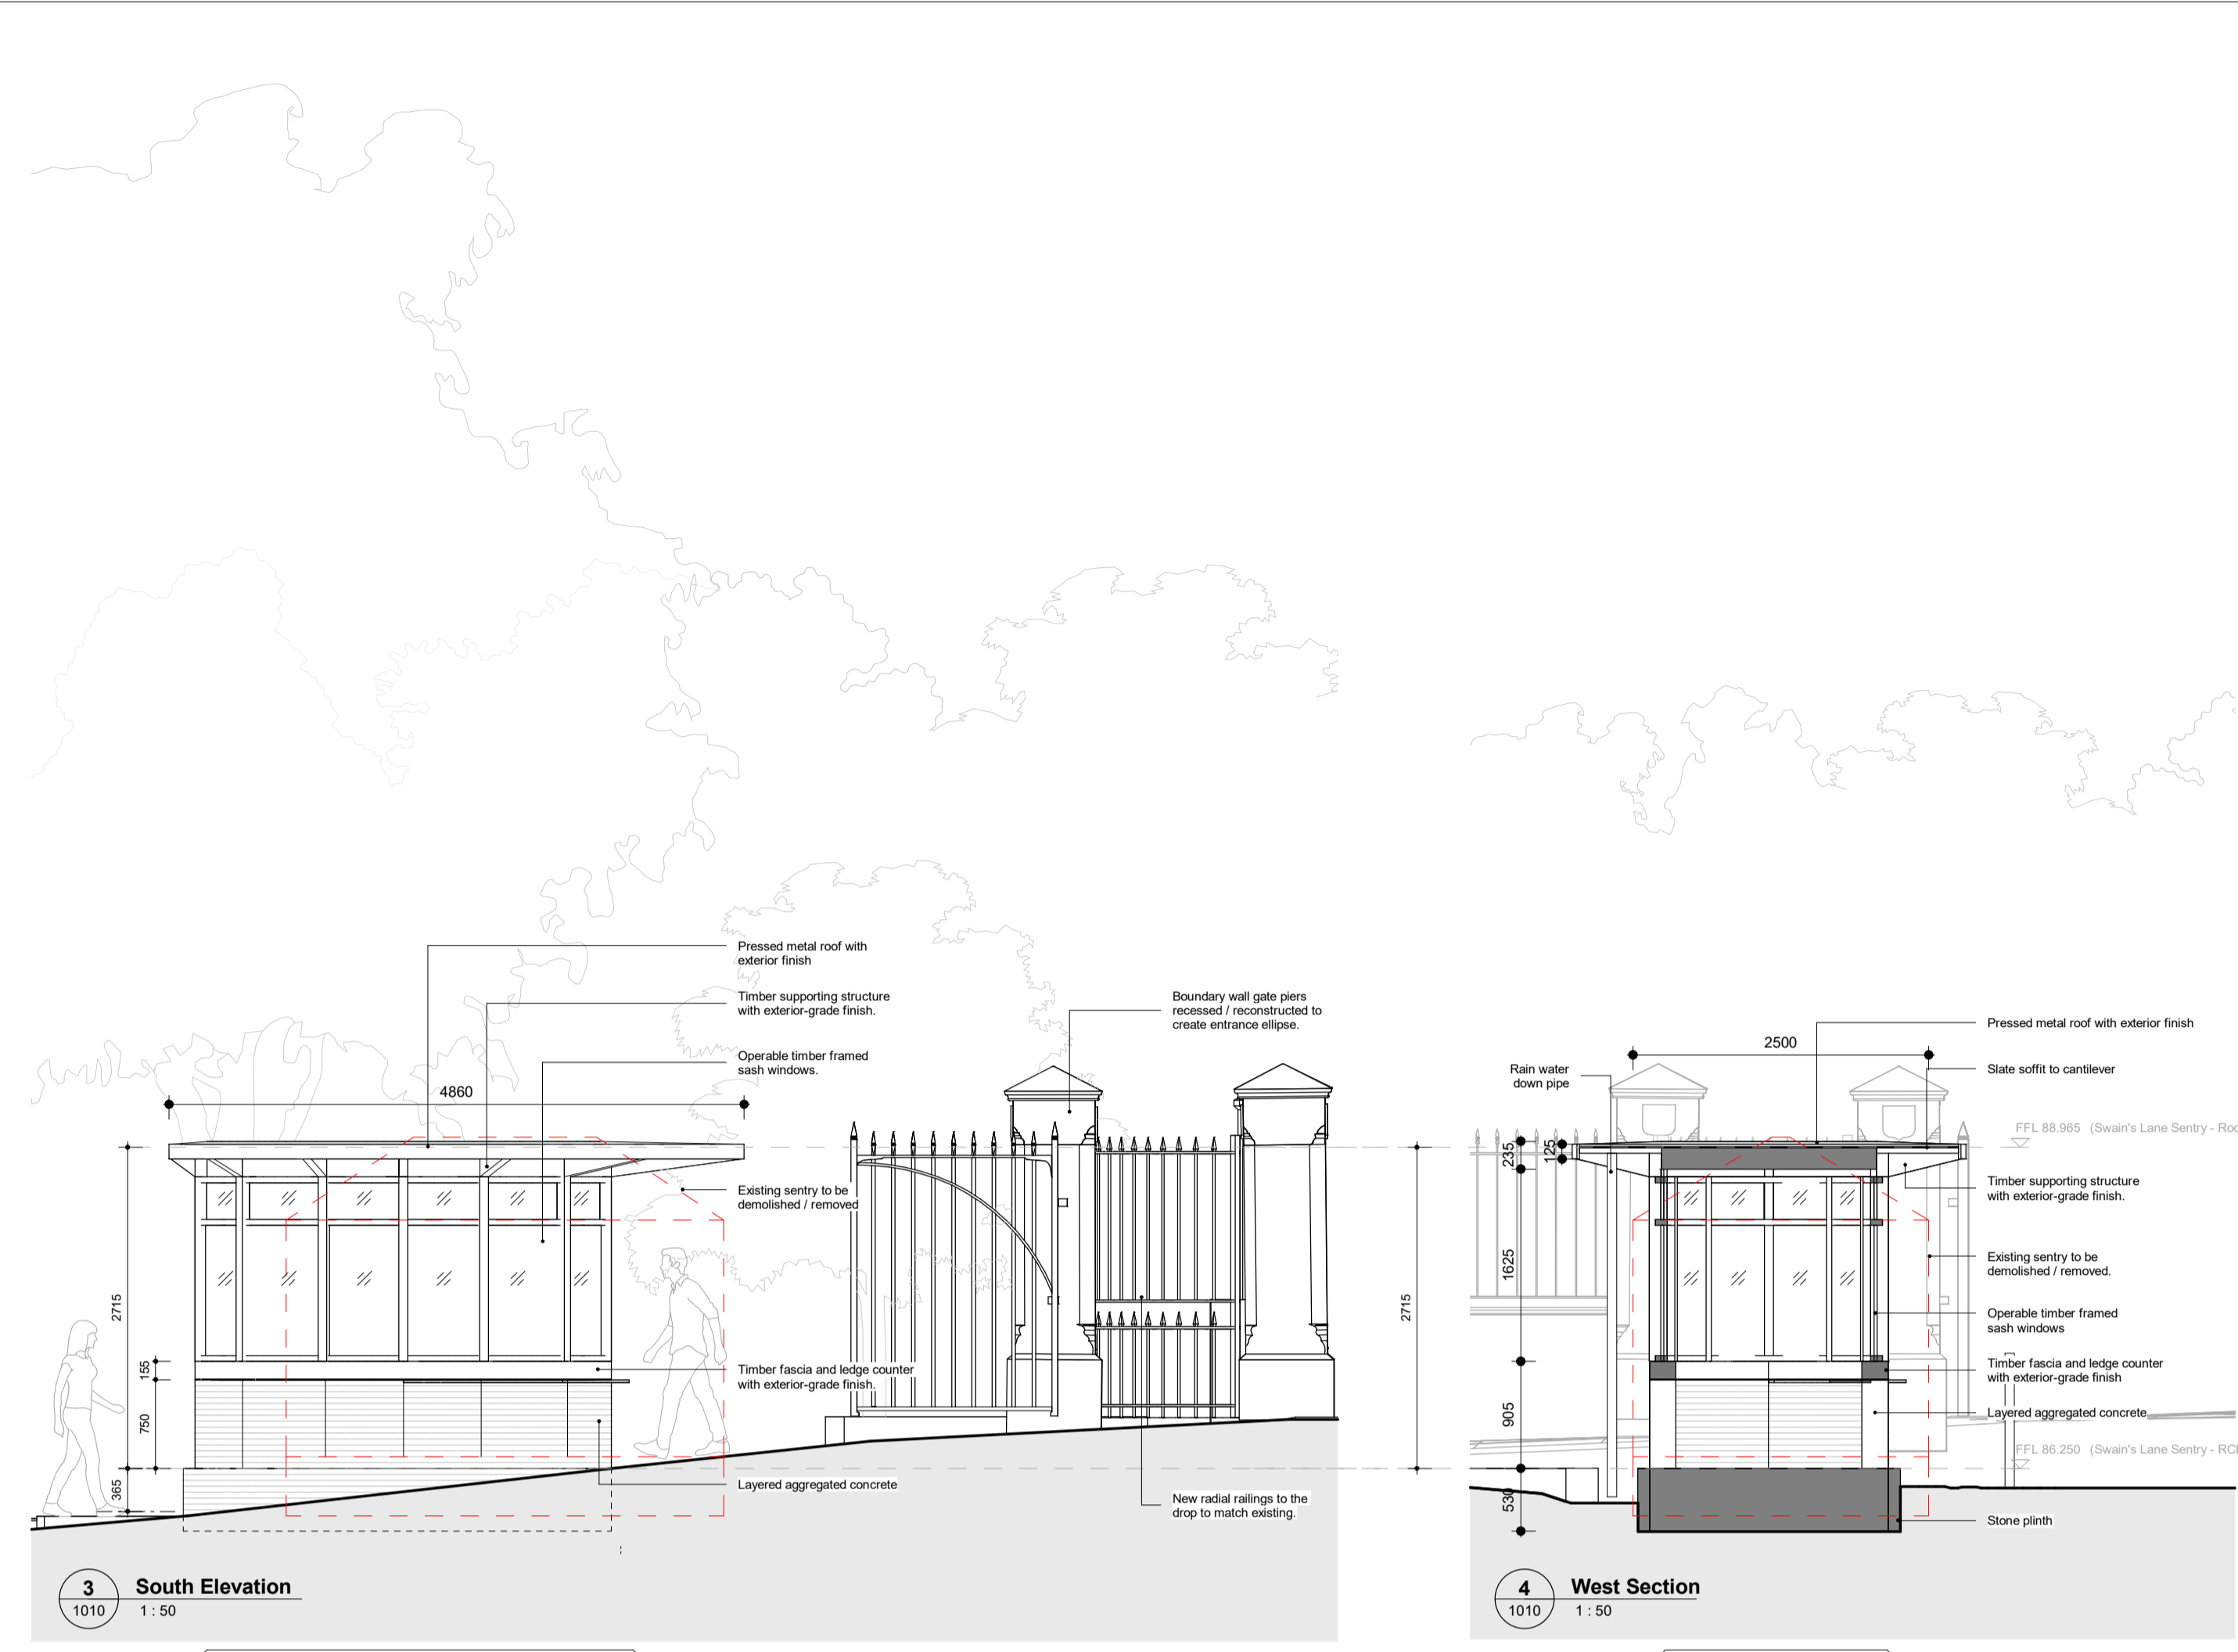 Pressed metal roof with
exterior finish
Timber supporting structure
with exterior-grade finish.
Operable timber framed
sash windows.
4860
Existing sentry to be
demolished / removed
Timber fascia and ledge counter
with exterior-grade finish.
Layered aggregated concrete
2715
155
750
365
Boundary wall gate piers
recessed / reconstructed to
create entrance ellipse.
New radial railings to the
drop to match existing.
3
1010
South Elevation
1 : 50
2715
2500
Rain water
down pipe
235
125
1625
905
530
Pressed metal roof with exterior finish
Slate soffit to cantilever
FFL 88.965 (Swain's Lane Sentry -
Timber supporting structure
with exterior-grade finish.
Existing sentry to be
demolished / removed.
Operable timber framed
sash windows
Timber fascia and ledge counter
with exterior-grade finish
Layered aggregated concrete
FFL 86.250 (Swain's Lane Sentry -
Stone plinth
4
1010
West Section
1 : 50